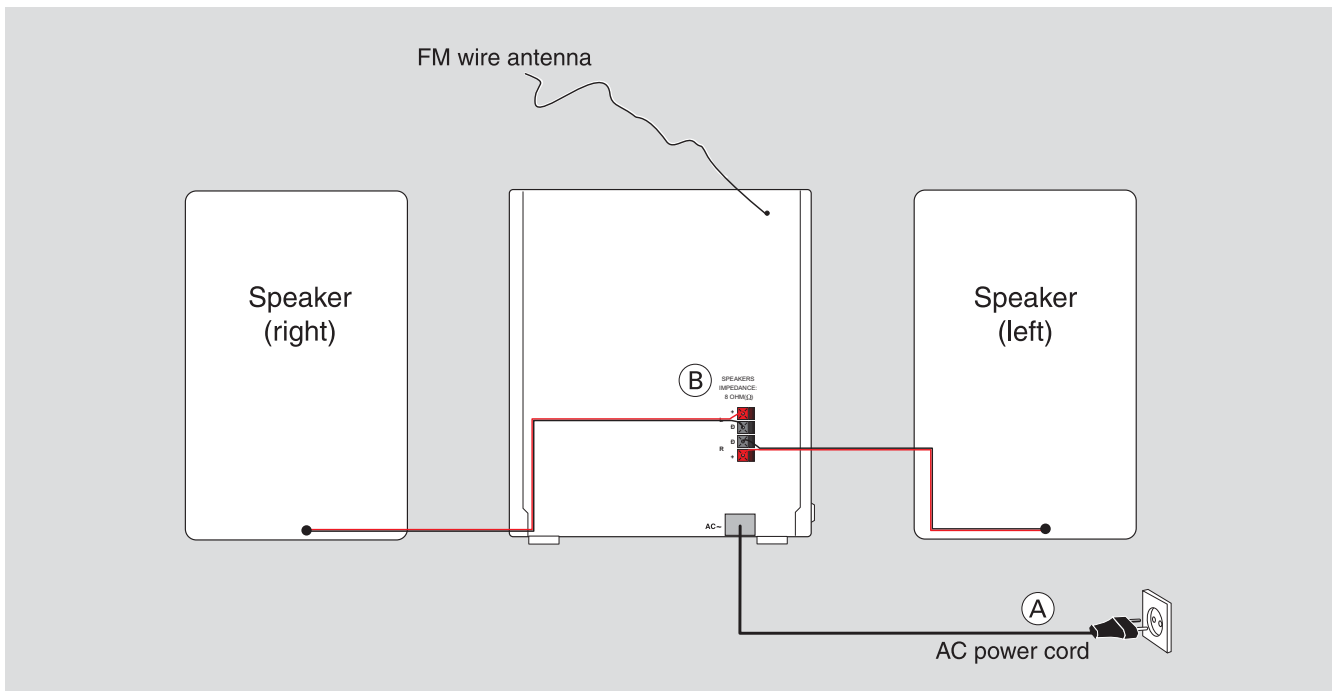 FM wire antenna
Speaker
(right)
Speaker
(left)
B
SPEAKERS
IMPEDANCE:
8 OHM(Ω)
+
Ð
Ð
R
+
AC~
A
AC power cord